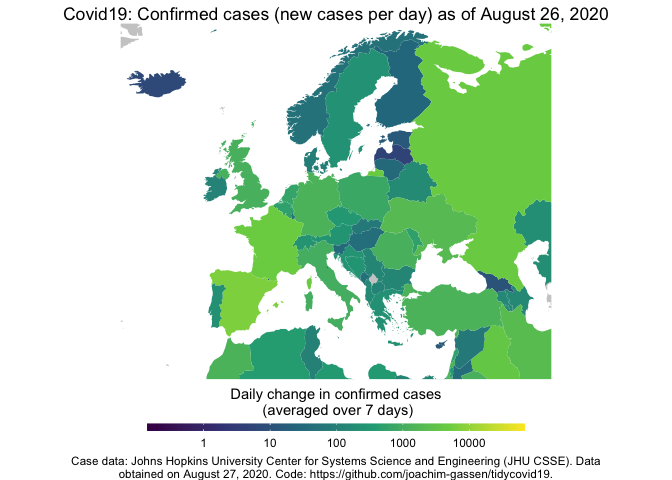 Covid19: Confirmed cases (new cases per day) as of August 26, 2020
Daily change in confirmed cases
(averaged over 7 days)
1 10 100 1000 10000
Case data: Johns Hopkins University Center for Systems Science and Engineering (JHU CSSE). Data
obtained on August 27, 2020. Code: https://github.com/joachim-gassen/tidycovid19.